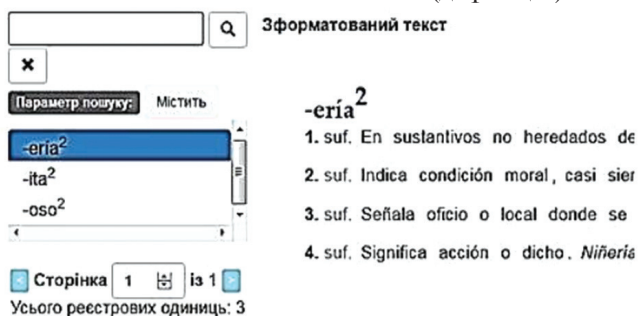 Зформатований текст
Параметр пошуку: Містить
-ería²
-ita²
-oso²
Сторінка 1 із 1
Усього реєстрових одиниць: 3
-ería²
1. suf. En sustantivos no heredados de
2. suf. Indica condición moral, casi sier
3. suf. Señala oficio o local donde se
4. suf. Significa acción o dicho. Niñería